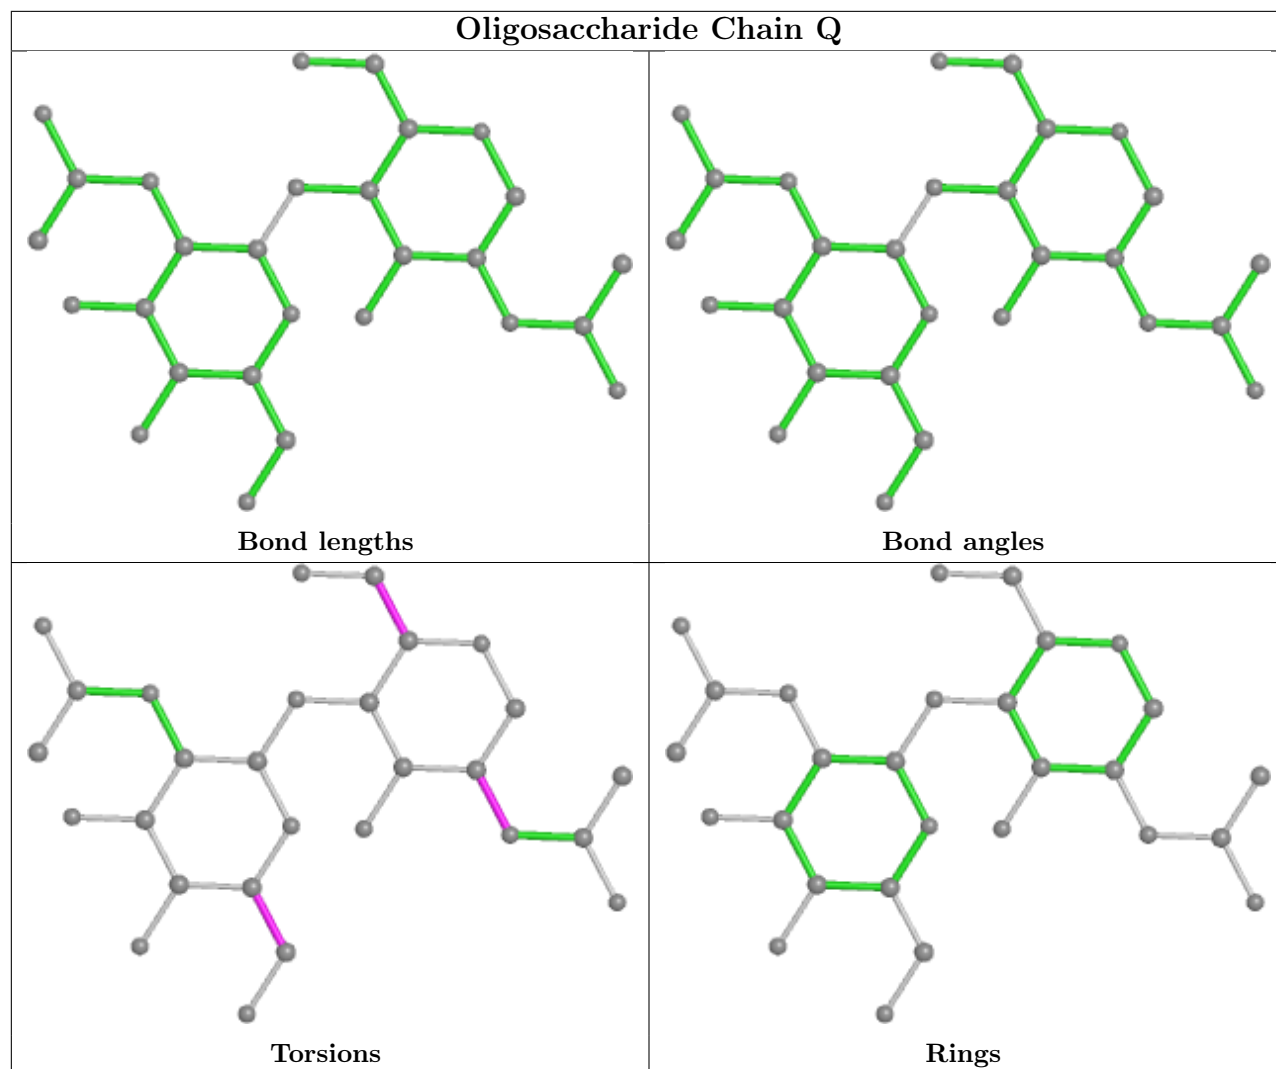 Oligosaccharide Chain Q
Bond lengths
Bond angles
Torsions
Rings